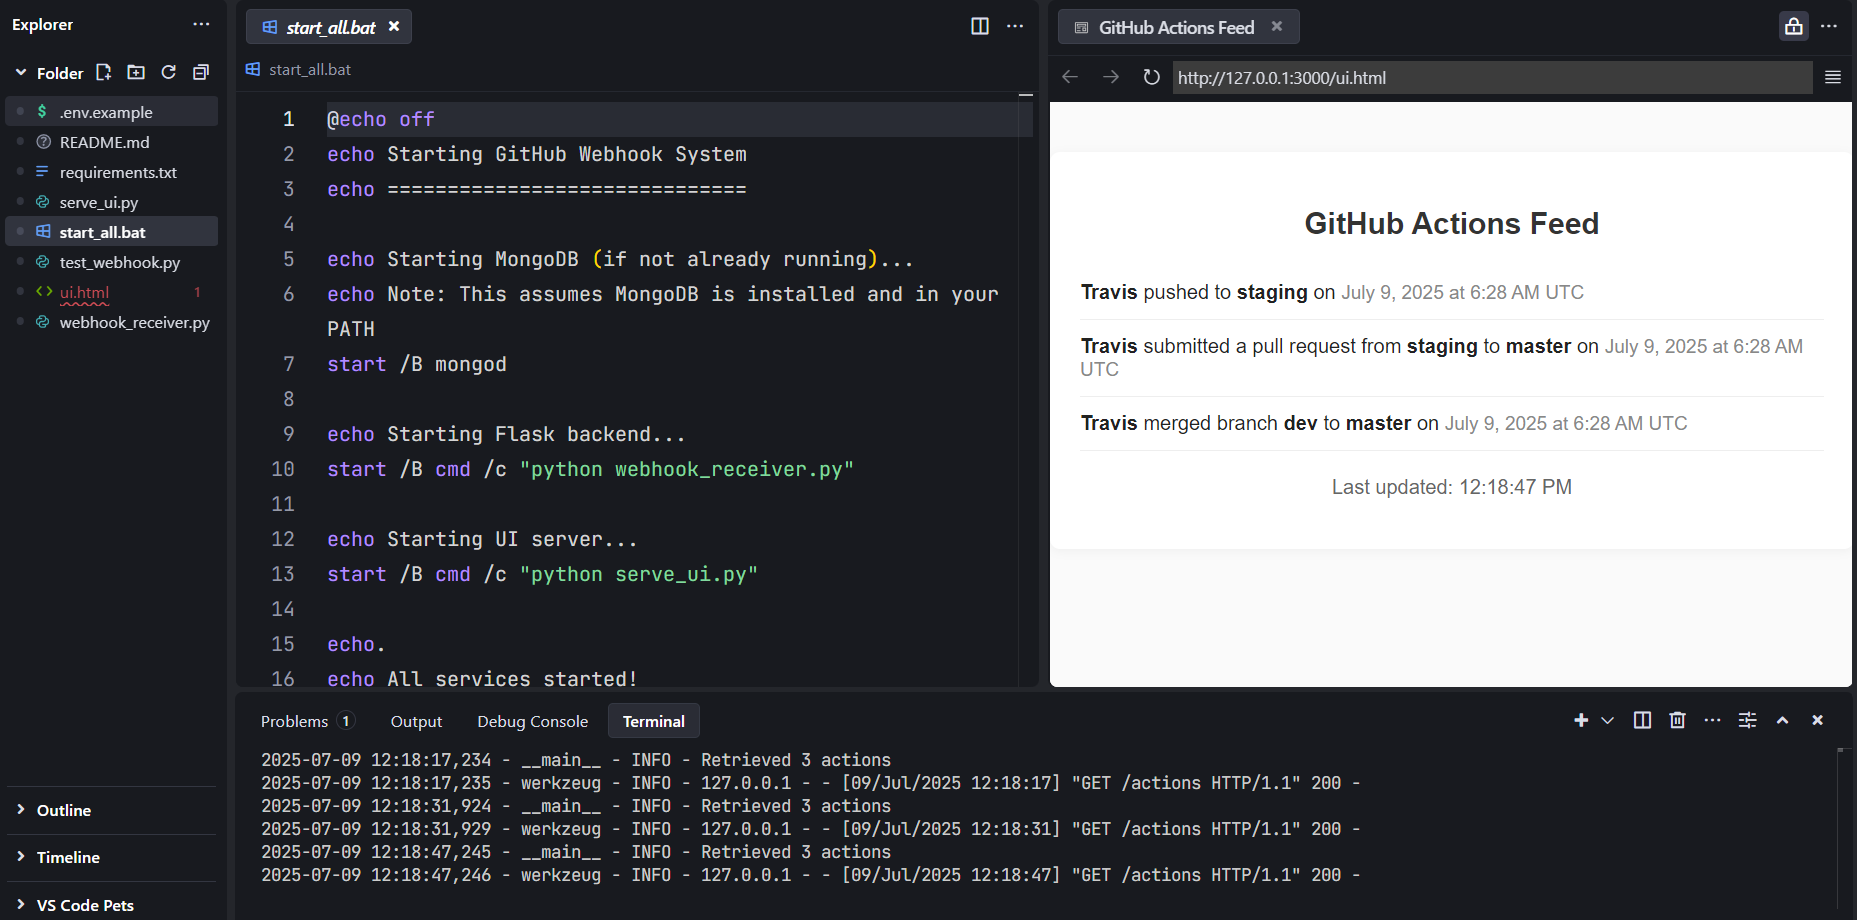 Explorer
Folder
.env.example
README.md
requirements.txt
serve_ui.py
start_all.bat
test_webhook.py
ui.html 1
webhook_receiver.py
Outline
Timeline
VS Code Pets
start_all.bat
start_all.bat
1 @echo off
2 echo Starting GitHub Webhook System
3 echo ==============================
4
5 echo Starting MongoDB (if not already running)...
6 echo Note: This assumes MongoDB is installed and in your
PATH
7 start /B mongod
8
9 echo Starting Flask backend...
10 start /B cmd /c "python webhook_receiver.py"
11
12 echo Starting UI server...
13 start /B cmd /c "python serve_ui.py"
14
15 echo.
16 echo All services started!
GitHub Actions Feed
http://127.0.0.1:3000/ui.html
GitHub Actions Feed
Travis pushed to staging on July 9, 2025 at 6:28 AM UTC
Travis submitted a pull request from staging to master on July 9, 2025 at 6:28 AM
UTC
Travis merged branch dev to master on July 9, 2025 at 6:28 AM UTC
Last updated: 12:18:47 PM
Problems 1 Output Debug Console Terminal
2025-07-09 12:18:17,234 - __main__ - INFO - Retrieved 3 actions
2025-07-09 12:18:17,235 - werkzeug - INFO - 127.0.0.1 - - [09/Jul/2025 12:18:17] "GET /actions HTTP/1.1" 200 -
2025-07-09 12:18:31,924 - __main__ - INFO - Retrieved 3 actions
2025-07-09 12:18:31,929 - werkzeug - INFO - 127.0.0.1 - - [09/Jul/2025 12:18:31] "GET /actions HTTP/1.1" 200 -
2025-07-09 12:18:47,245 - __main__ - INFO - Retrieved 3 actions
2025-07-09 12:18:47,246 - werkzeug - INFO - 127.0.0.1 - - [09/Jul/2025 12:18:47] "GET /actions HTTP/1.1" 200 -